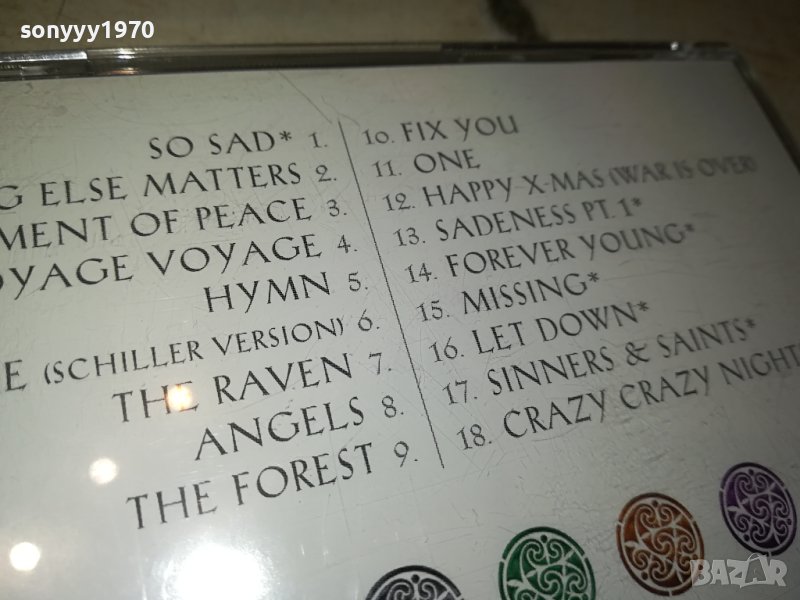 sonyyy1970
SO SAD* 1.
G ELSE MATTERS 2.
MENT OF PEACE 3.
OYAGE VOYAGE 4.
HYMN 5.
E (SCHILLER VERSION) 6.
THE RAVEN 7.
ANGELS 8.
THE FOREST 9.
10. FIX YOU
11. ONE
12. HAPPY X-MAS (WAR IS OVER)
13. SADENESS PT. 1*
14. FOREVER YOUNG*
15. MISSING*
16. LET DOWN*
17. SINNERS & SAINTS*
18. CRAZY CRAZY NIGHT
BAZAR